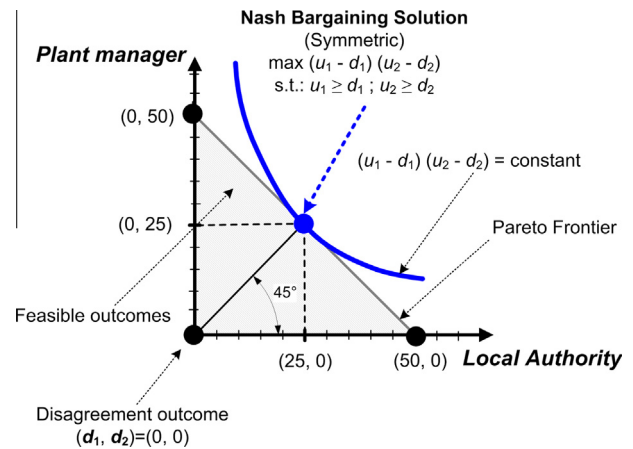 Nash Bargaining Solution
(Symmetric)
max (u1 - d1) (u2 - d2)
s.t.: u1 ≥ d1 ; u2 ≥ d2
Plant manager
(0, 50)
(u1 - d1) (u2 - d2) = constant
(0, 25)
Pareto Frontier
45°
Feasible outcomes
(25, 0)
(50, 0)
Local Authority
Disagreement outcome
(d1, d2)=(0, 0)